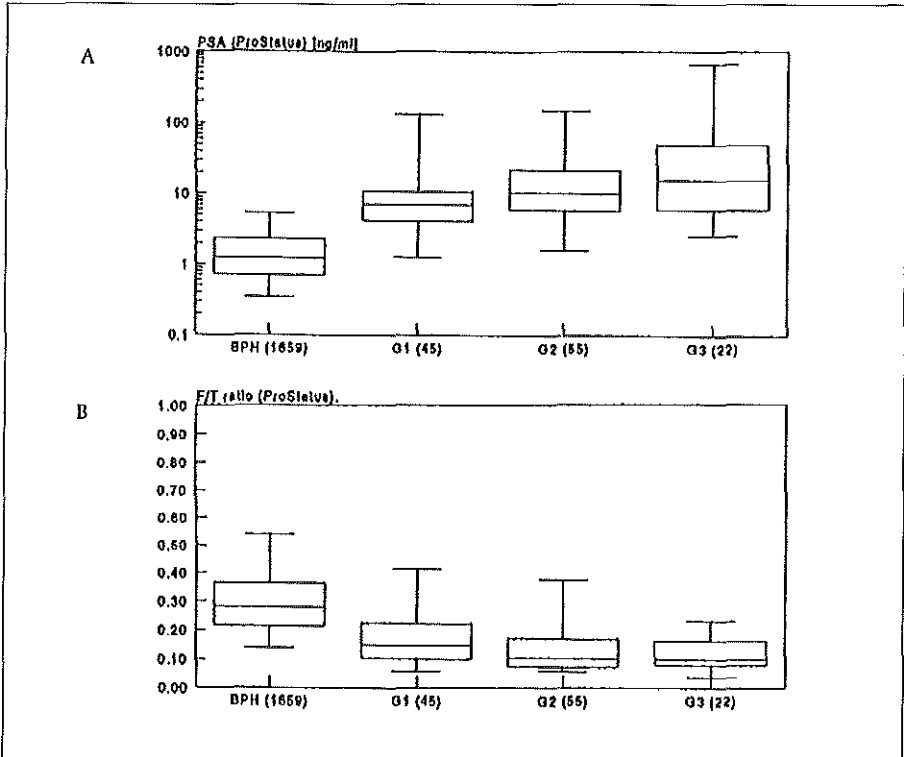 A
PSA (ProStatus) [ng/ml]
1000
100
10
1
0.1
BPH (1659) G1 (45) G2 (55) G3 (22)
B
F/T ratio (ProStatus).
1.00
0.90
0.80
0.70
0.60
0.50
0.40
0.30
0.20
0.10
0.00
BPH (1659) G1 (45) G2 (55) G3 (22)